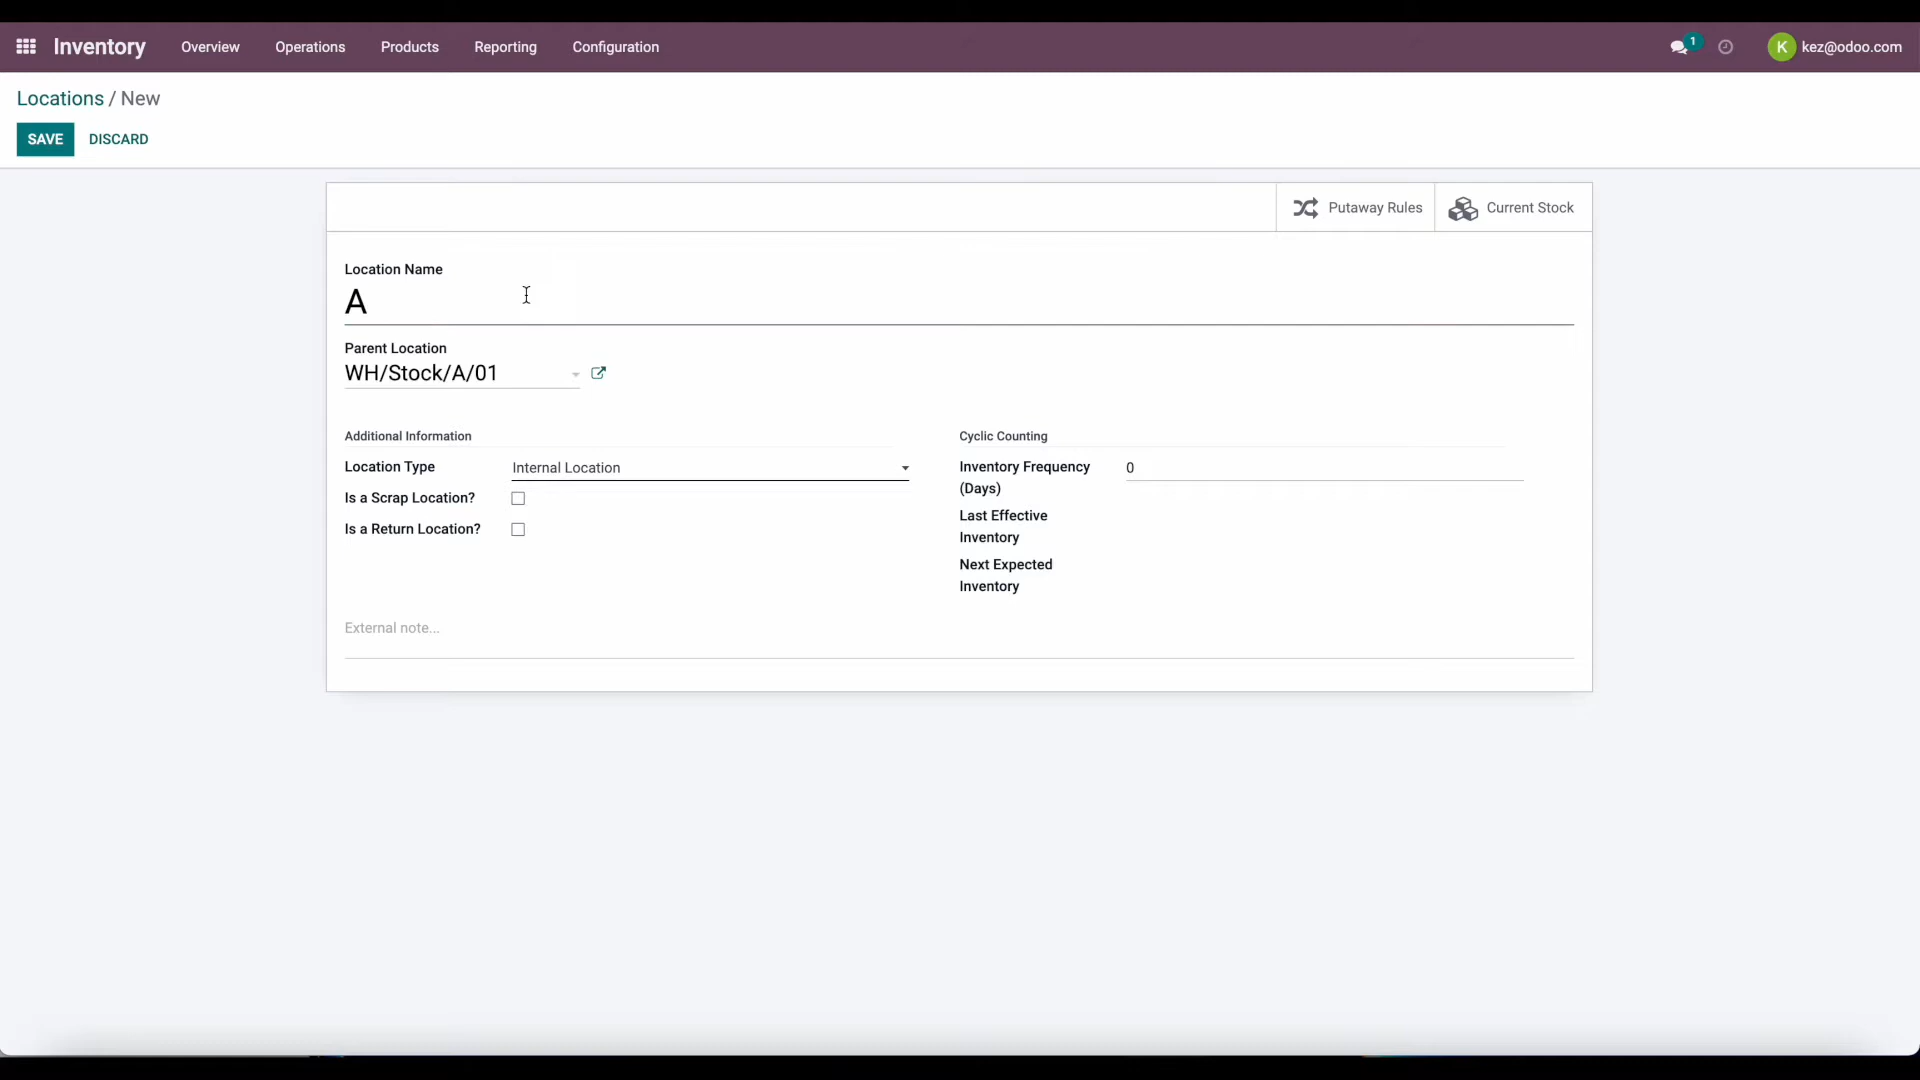 Inventory Overview Operations Products Reporting Configuration 1 K kez@odoo.com
Locations / New
SAVE DISCARD
Putaway Rules Current Stock
Location Name
A
Parent Location
WH/Stock/A/01
Additional Information Cyclic Counting
Location Type Internal Location Inventory Frequency 0
(Days)
Is a Scrap Location?
Last Effective
Is a Return Location?
Inventory
Next Expected
Inventory
External note...